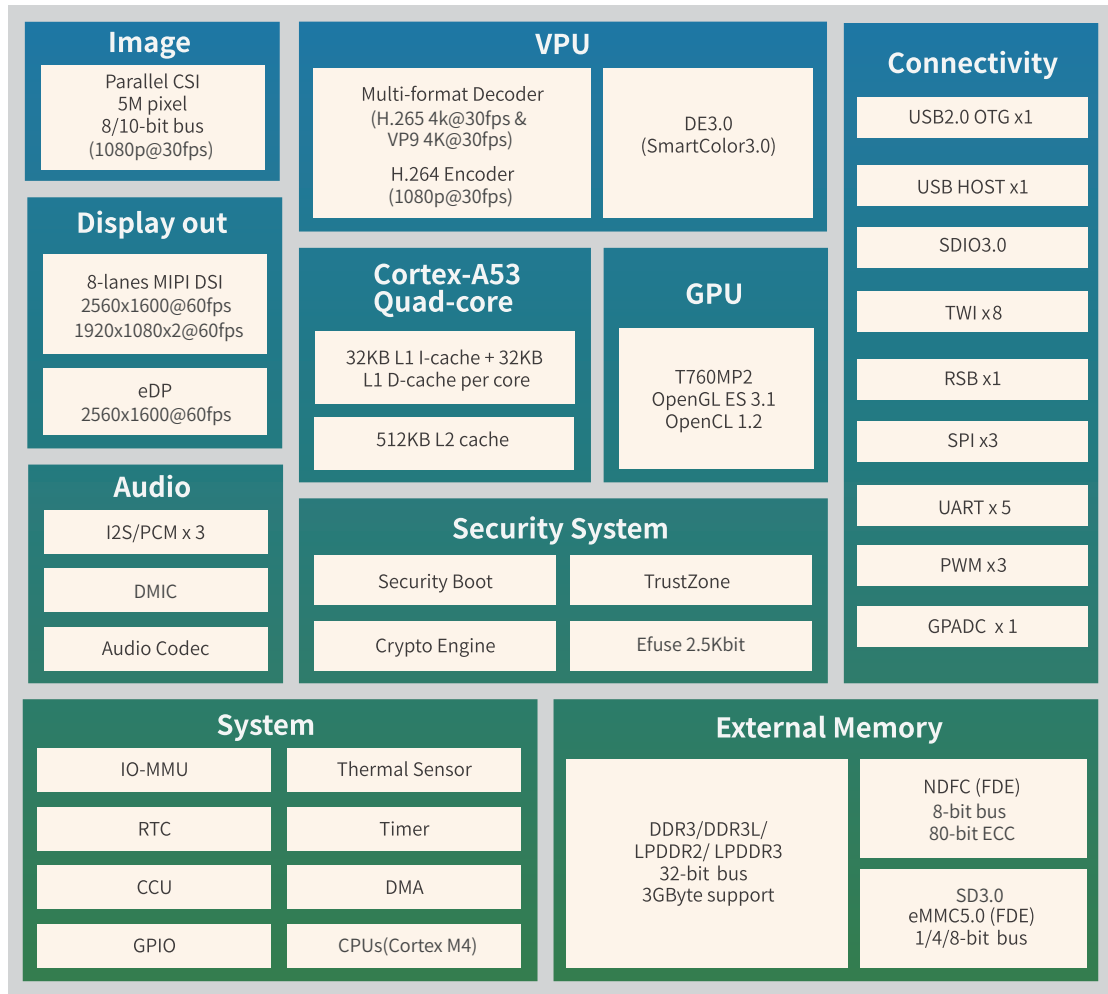 Image
Parallel CSI
5M pixel
8/10-bit bus
(1080p@30fps)
VPU
Multi-format Decoder
(H.265 4k@30fps &
VP9 4K@30fps)
H.264 Encoder
(1080p@30fps)
DE3.0
(SmartColor3.0)
Connectivity
USB2.0 OTG x1
USB HOST x1
SDIO3.0
TWI x8
RSB x1
SPI x3
UART x 5
PWM x3
GPADC x 1
Display out
8-lanes MIPI DSI
2560x1600@60fps
1920x1080x2@60fps
eDP
2560x1600@60fps
Cortex-A53
Quad-core
32KB L1 I-cache + 32KB
L1 D-cache per core
512KB L2 cache
GPU
T760MP2
OpenGL ES 3.1
OpenCL 1.2
Audio
I2S/PCM x 3
DMIC
Audio Codec
Security System
Security Boot
TrustZone
Crypto Engine
Efuse 2.5Kbit
System
IO-MMU
Thermal Sensor
RTC
Timer
CCU
DMA
GPIO
CPUs(Cortex M4)
External Memory
DDR3/DDR3L/
LPDDR2/ LPDDR3
32-bit bus
3GByte support
NDFC (FDE)
8-bit bus
80-bit ECC
SD3.0
eMMC5.0 (FDE)
1/4/8-bit bus